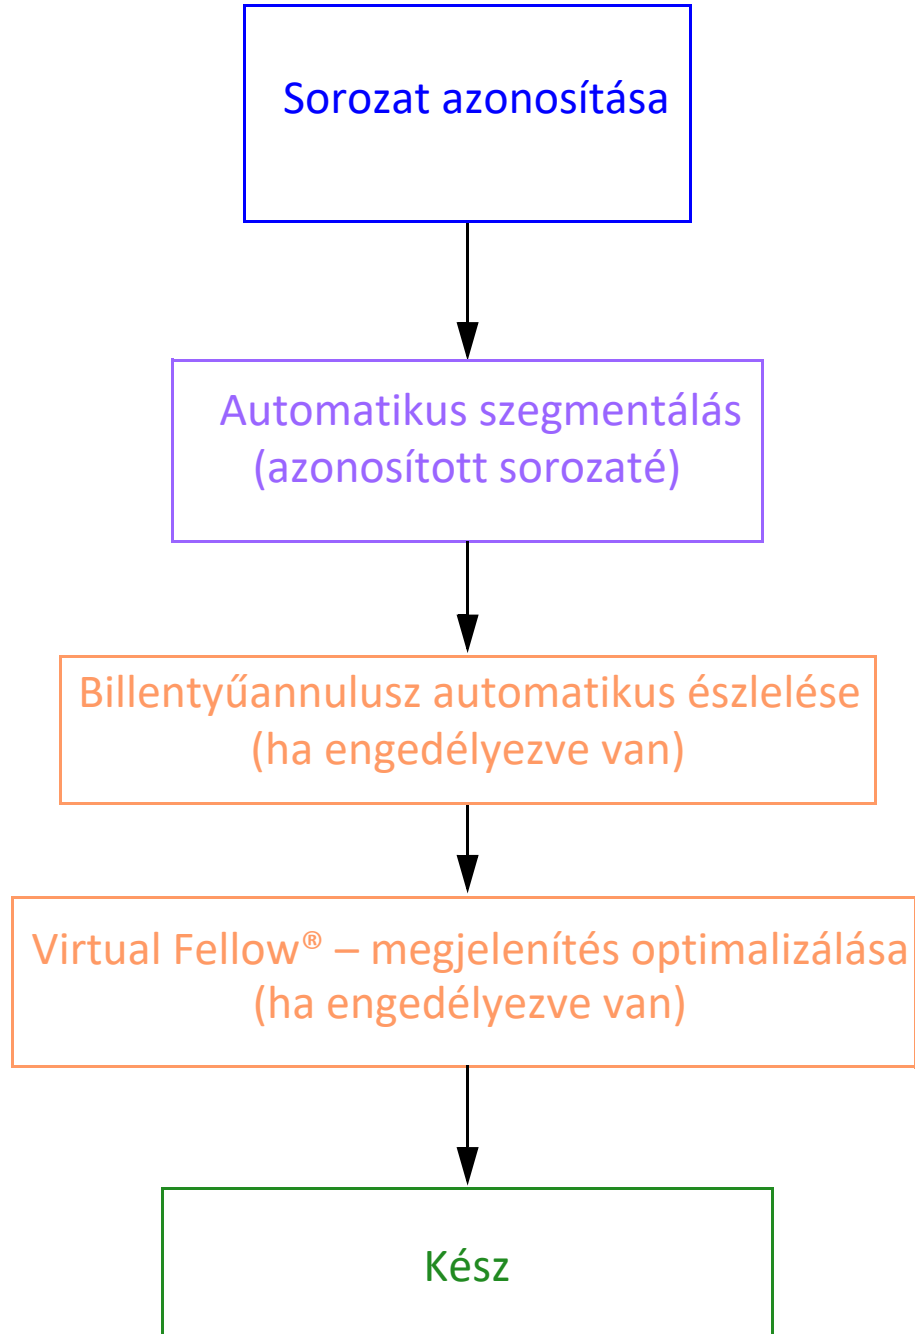 Sorozat azonosítása
Automatikus szegmentálás
(azonosított sorozaté)
Billentyűannulusz automatikus észlelése
(ha engedélyezve van)
Virtual Fellow® – megjelenítés optimalizálása
(ha engedélyezve van)
Kész